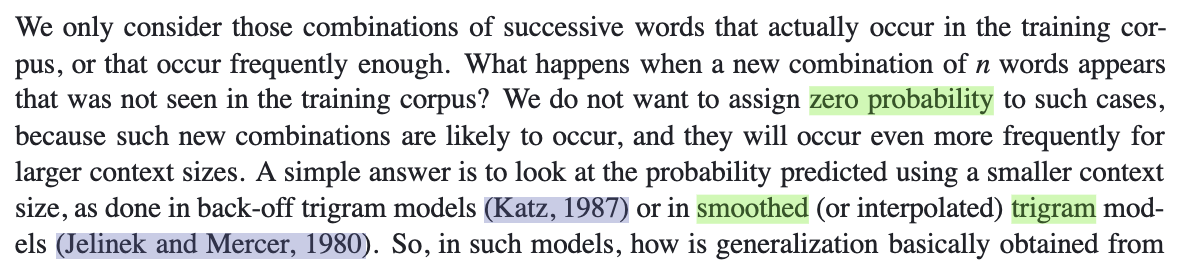 We only consider those combinations of successive words that actually occur in the training cor-
pus, or that occur frequently enough. What happens when a new combination of n words appears
that was not seen in the training corpus? We do not want to assign zero probability to such cases,
because such new combinations are likely to occur, and they will occur even more frequently for
larger context sizes. A simple answer is to look at the probability predicted using a smaller context
size, as done in back-off trigram models (Katz, 1987) or in smoothed (or interpolated) trigram mod-
els (Jelinek and Mercer, 1980). So, in such models, how is generalization basically obtained from